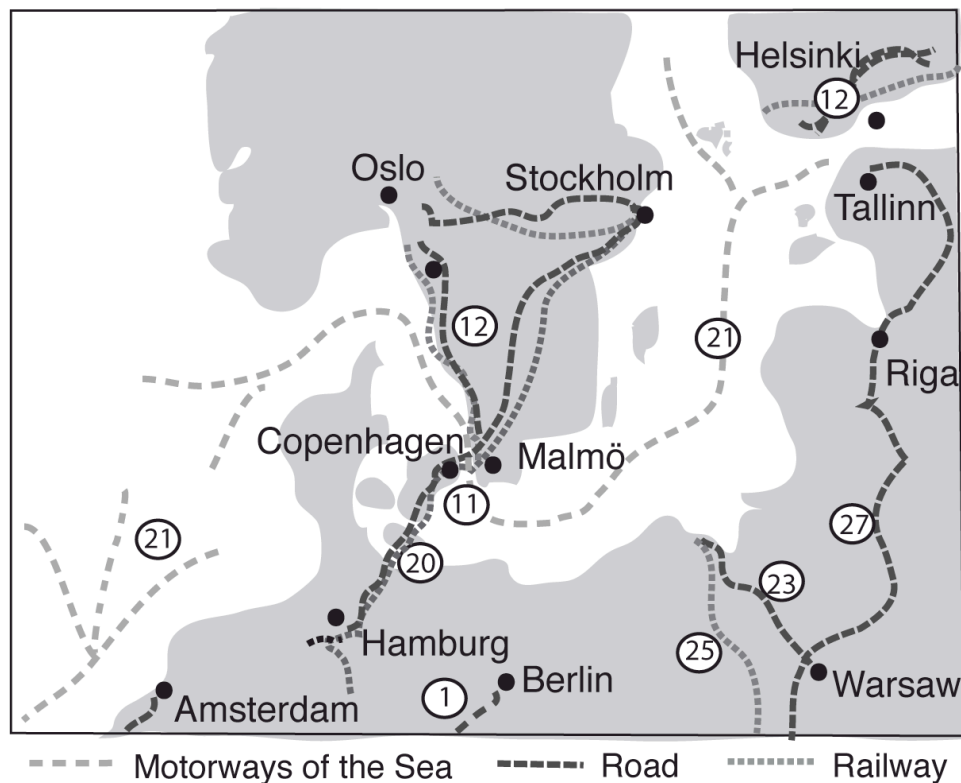 Helsinki
12
Oslo
Stockholm
Tallinn
12
21
Riga
Copenhagen
Malmö
11
21
27
20
23
Hamburg
25
Berlin
Warsaw
1
Amsterdam
Motorways of the Sea
Road
Railway